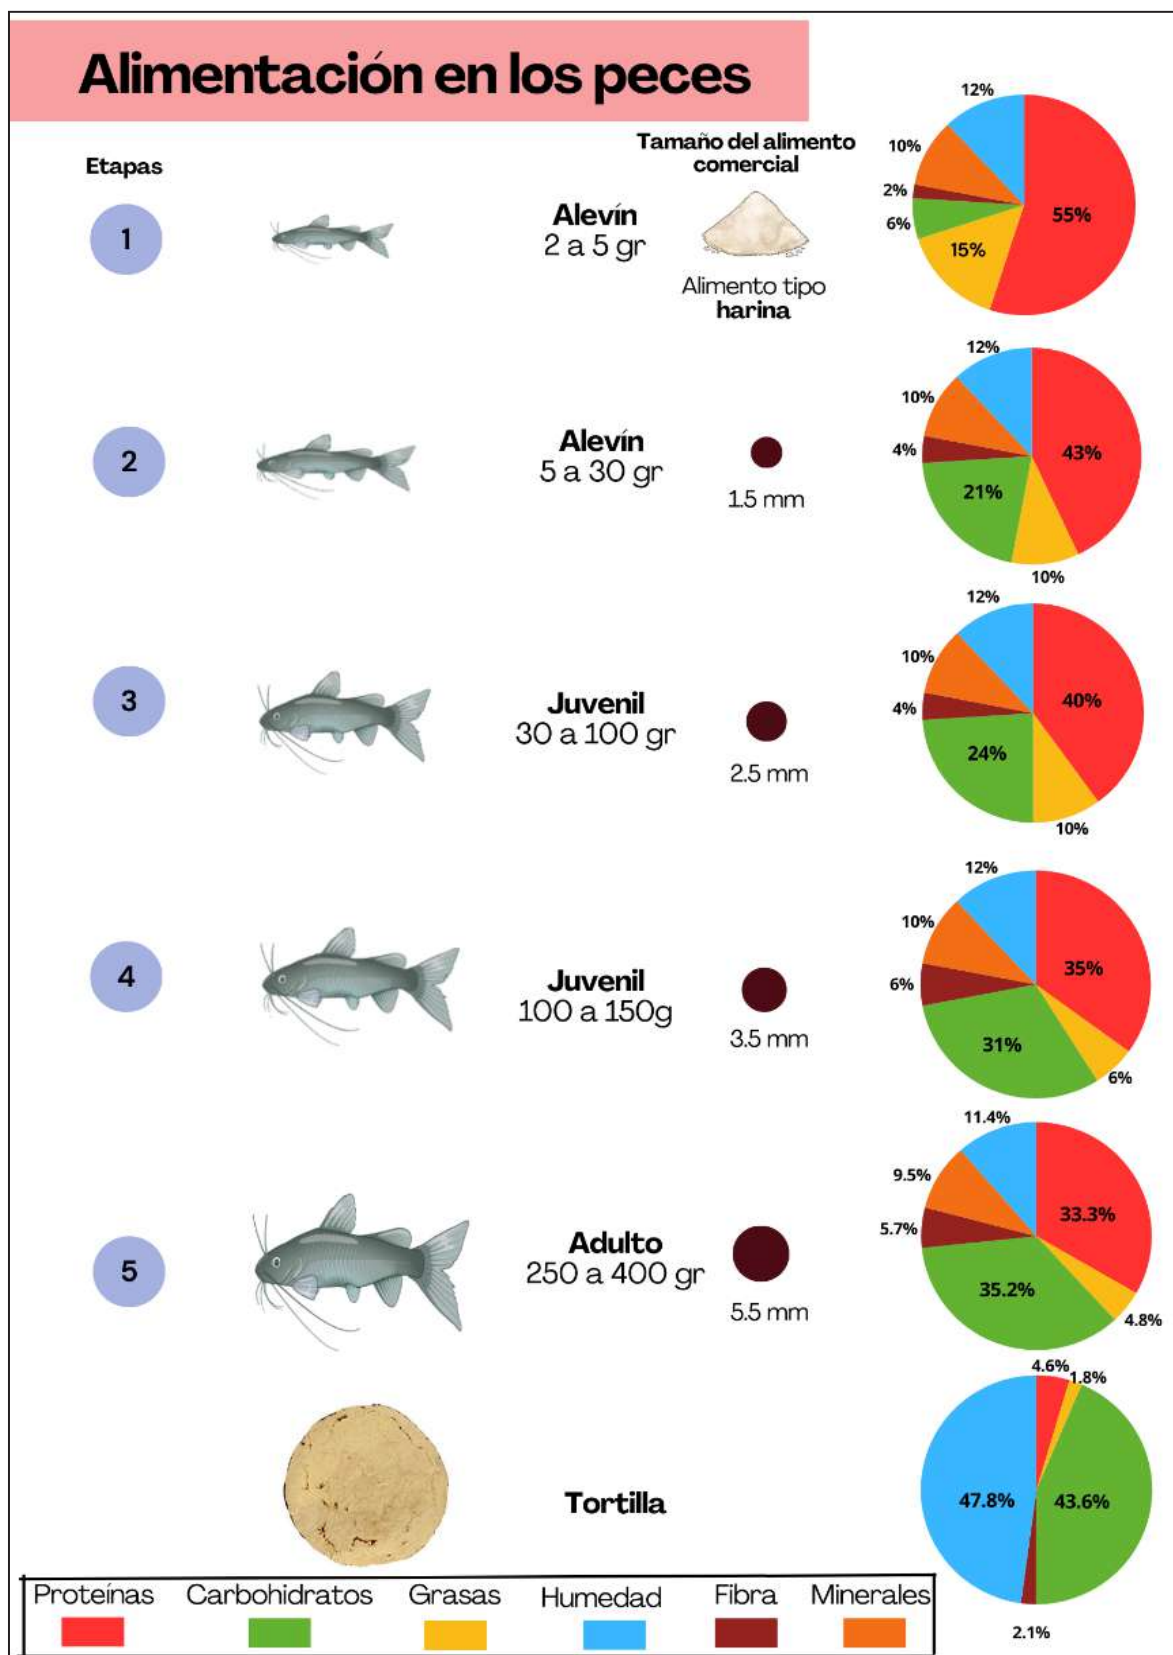 Alimentación en los peces
Etapas
Tamaño del alimento
comercial
1
Alevín
2 a 5 gr
Alimento tipo
harina
12%
10%
2%
6%
15%
55%
2
Alevín
5 a 30 gr
1.5 mm
12%
10%
4%
21%
43%
10%
3
Juvenil
30 a 100 gr
2.5 mm
12%
10%
4%
24%
40%
10%
4
Juvenil
100 a 150g
3.5 mm
12%
10%
6%
31%
35%
6%
5
Adulto
250 a 400 gr
5.5 mm
11.4%
9.5%
5.7%
35.2%
33.3%
4.8%
Tortilla
4.6%
1.8%
47.8%
43.6%
2.1%
Proteínas Carbohidratos Grasas Humedad Fibra Minerales